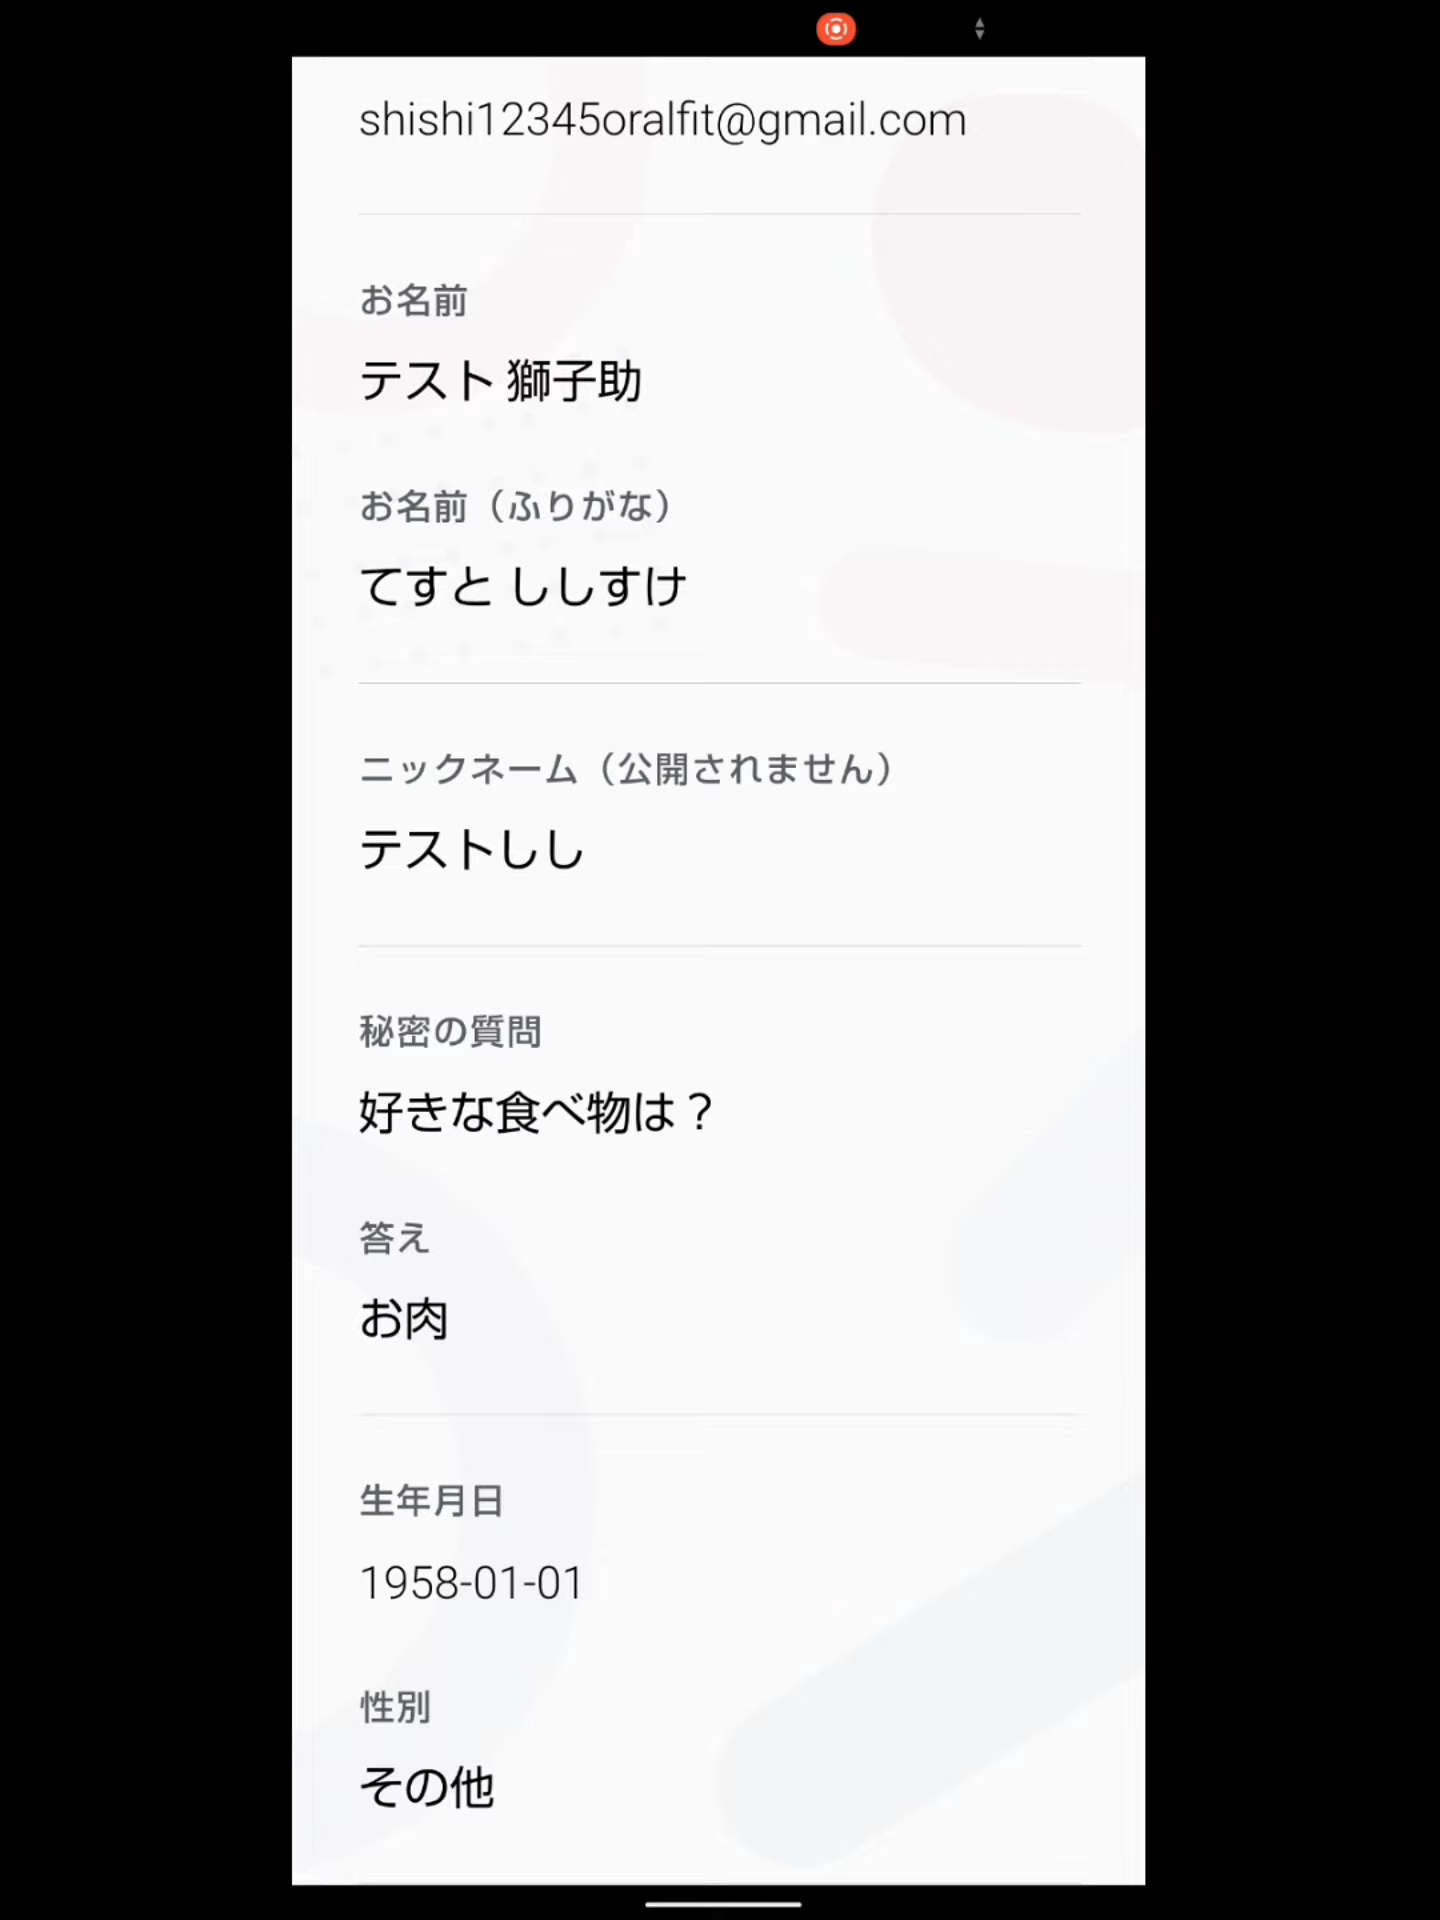 shishi12345oralfit@gmail.com
お名前
テスト 獅子助
お名前（ふりがな）
てすと ししすけ
ニックネーム（公開されません）
テストしし
秘密の質問
好きな食べ物は？
答え
お肉
生年月日
1958-01-01
性別
その他